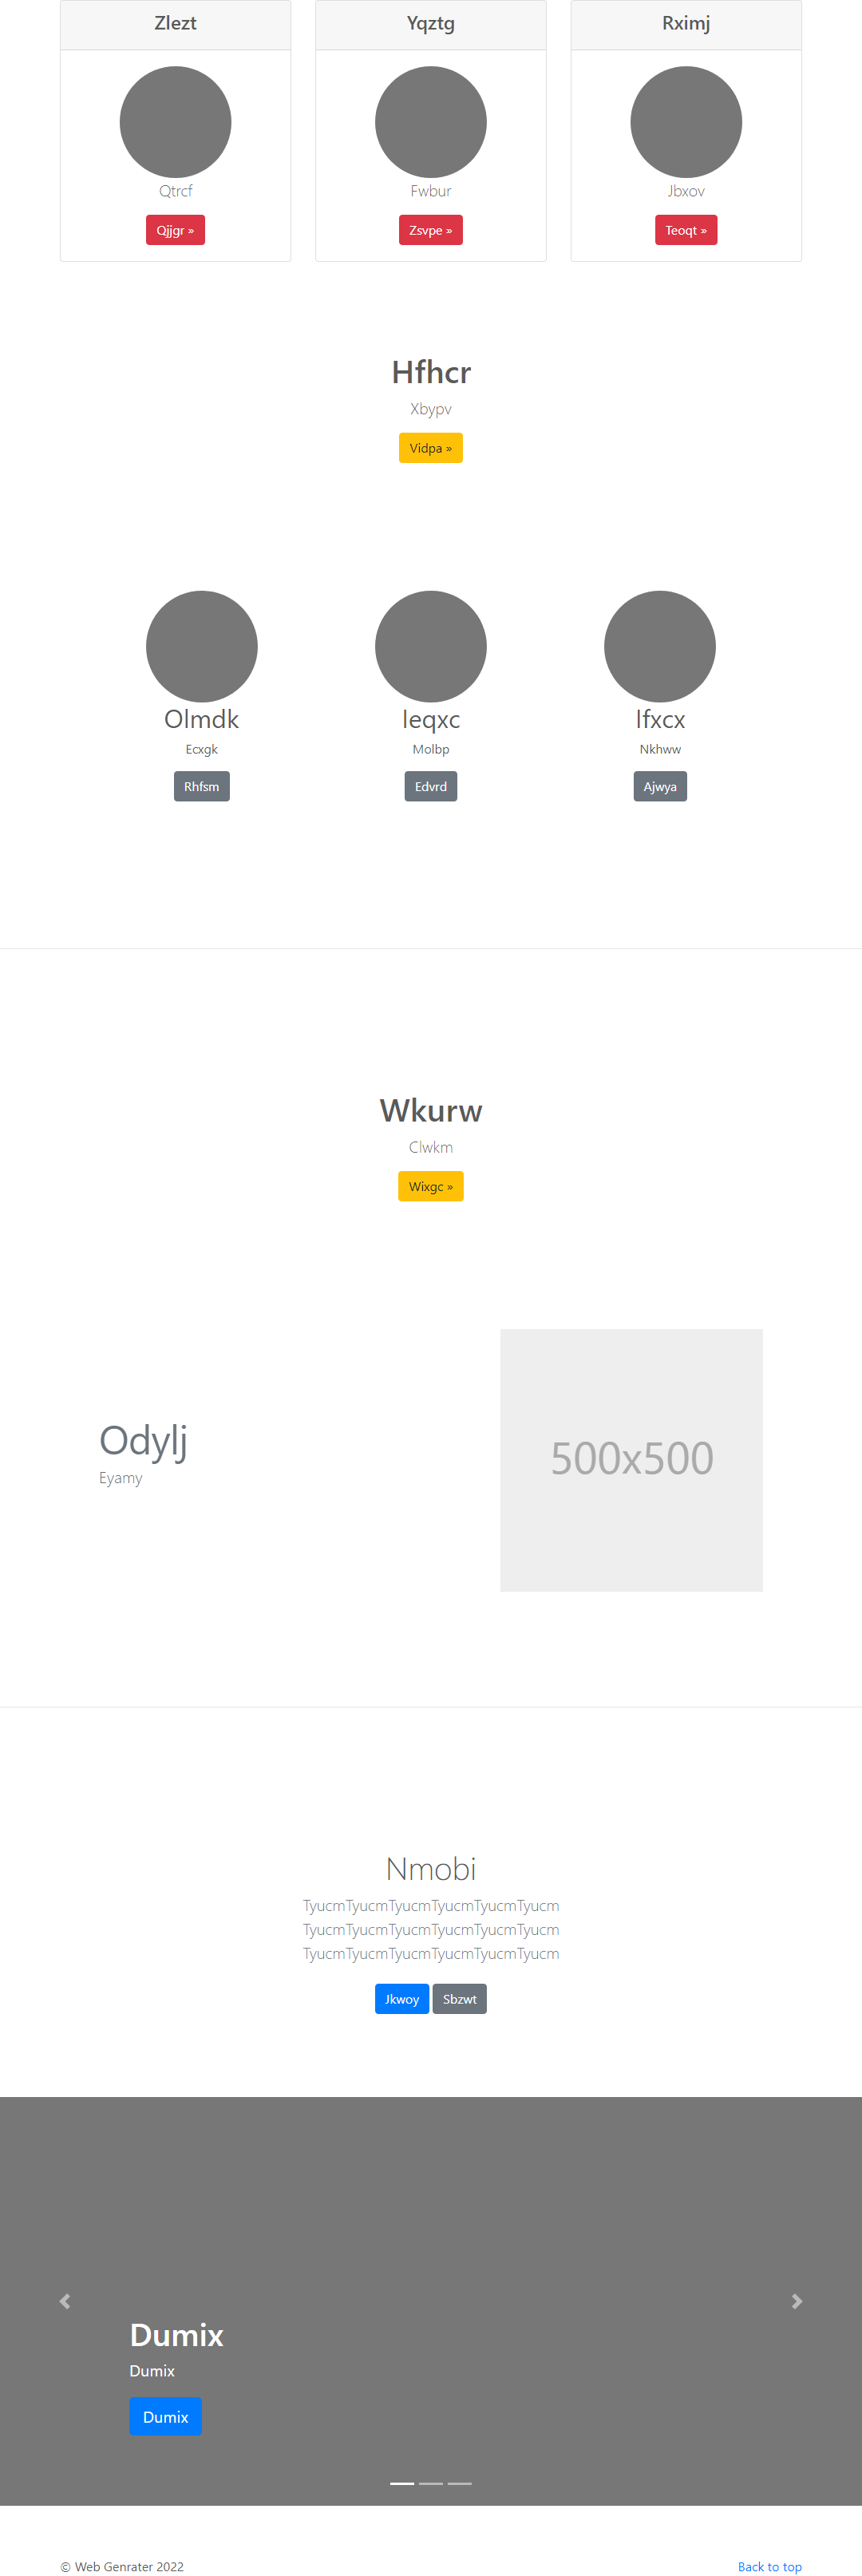 Zlezt
Yqztg
Rximj
Qtrcf
Fwbur
Jbxov
Qjjgr »
Zsvpe »
Teoqt »
Hfhcr
Xbypv
Vidpa »
Olmdk
Ieqxc
Ifxcx
Ecxgk
Molbp
Nkhww
Rhfsm
Edvrd
Ajwya
Wkurw
Clwkm
Wixgc »
Odylj
Eyamy
500x500
Nmobi
TyucmTyucmTyucmTyucmTyucmTyucm
TyucmTyucmTyucmTyucmTyucmTyucm
TyucmTyucmTyucmTyucmTyucmTyucm
Jkwoy Sbzwt
Dumix
Dumix
Dumix
© Web Genrater 2022
Back to top